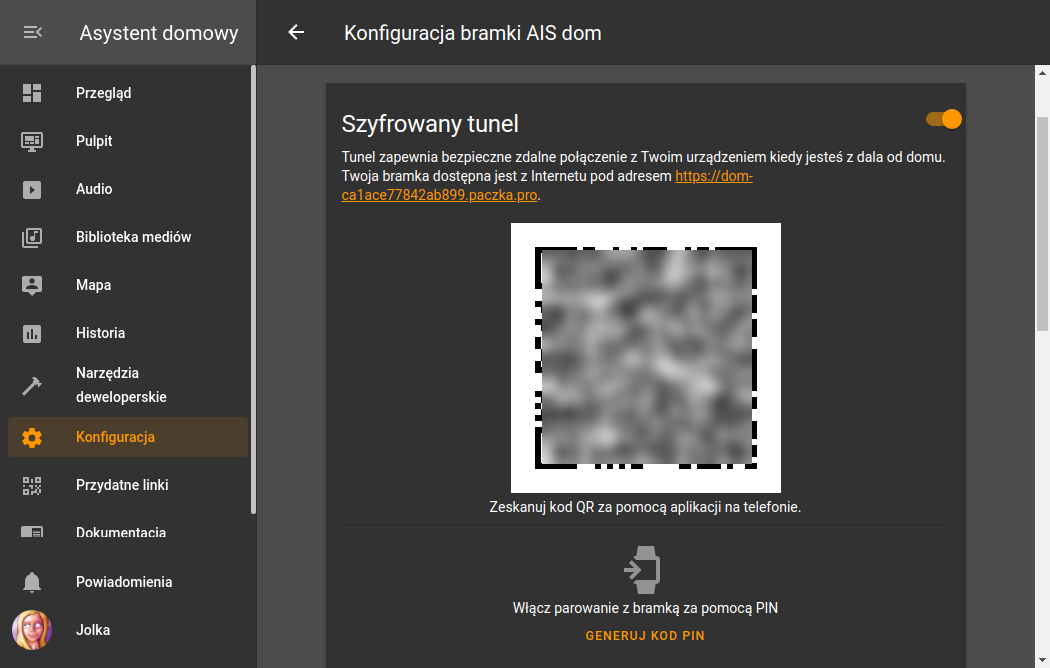 Asystent domowy
Konfiguracja bramki AIS dom
Przegląd
Pulpit
Audio
Biblioteka mediów
Mapa
Historia
Narzędzia
deweloperskie
Konfiguracja
Przydatne linki
Dokumentacja
Powiadomienia
Jolka
Szyfrowany tunel
Tunel zapewnia bezpieczne zdalne połączenie z Twoim urządzeniem kiedy jesteś z dala od domu.
Twoja bramka dostępna jest z Internetu pod adresem https://dom-
ca1ace77842ab899.paczka.pro.
Zeskanuj kod QR za pomocą aplikacji na telefonie.
Włącz parowanie z bramką za pomocą PIN
GENERUJ KOD PIN